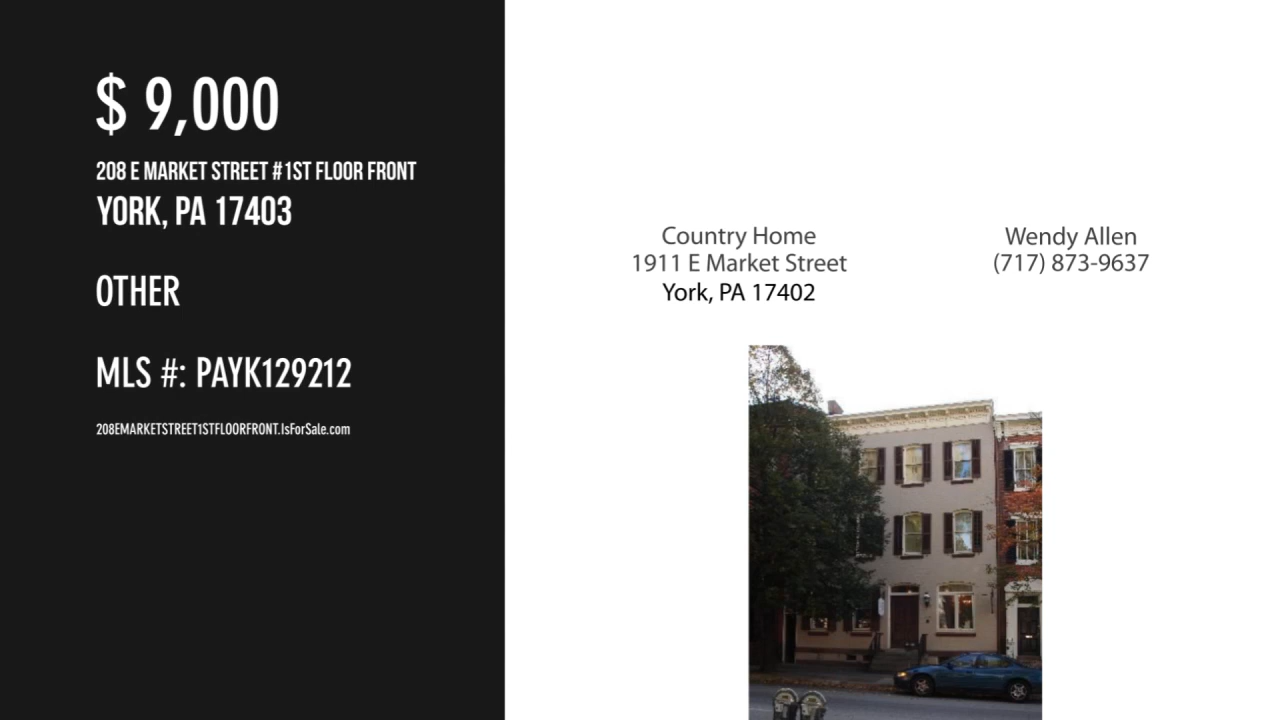 $ 9,000
208 E MARKET STREET #1ST FLOOR FRONT
YORK, PA 17403
OTHER
MLS #: PAYK129212
208EMARKETSTREET1STFLOORFRONT.IsForSale.com
Country Home
1911 E Market Street
York, PA 17402
Wendy Allen
(717) 873-9637